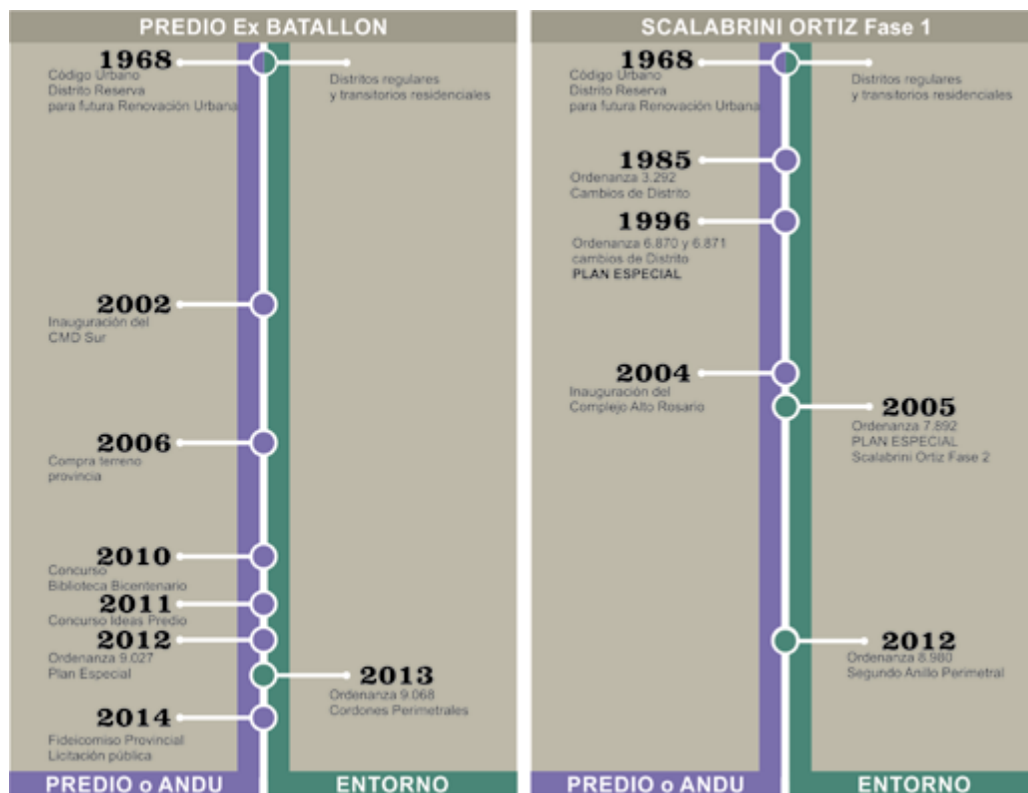 PREDIO Ex BATALLON
1968
Código Urbano
Distrito Reserva
para futura Renovación Urbana
Distritos regulares
y transitorios residenciales
2002
Inauguración del
CMD Sur
2006
Compra terreno
provincia
2010
Concurso
Biblioteca Bicentenario
2011
Concurso Ideas Predio
2012
Ordenanza 9.027
Plan Especial
2013
Ordenanza 9.068
Cordones Perimetrales
2014
Fideicomiso Provincial
Licitación pública
PREDIO o ANDU
ENTORNO
SCALABRINI ORTIZ Fase 1
1968
Código Urbano
Distrito Reserva
para futura Renovación Urbana
Distritos regulares
y transitorios residenciales
1985
Ordenanza 3.292
Cambios de Distrito
1996
Ordenanza 6.870 y 6.871
cambios de Distrito
PLAN ESPECIAL
2004
Inauguración del
Complejo Alto Rosario
2005
Ordenanza 7.892
PLAN ESPECIAL
Scalabrini Ortiz Fase 2
2012
Ordenanza 8.980
Segundo Anillo Perimetral
PREDIO o ANDU
ENTORNO